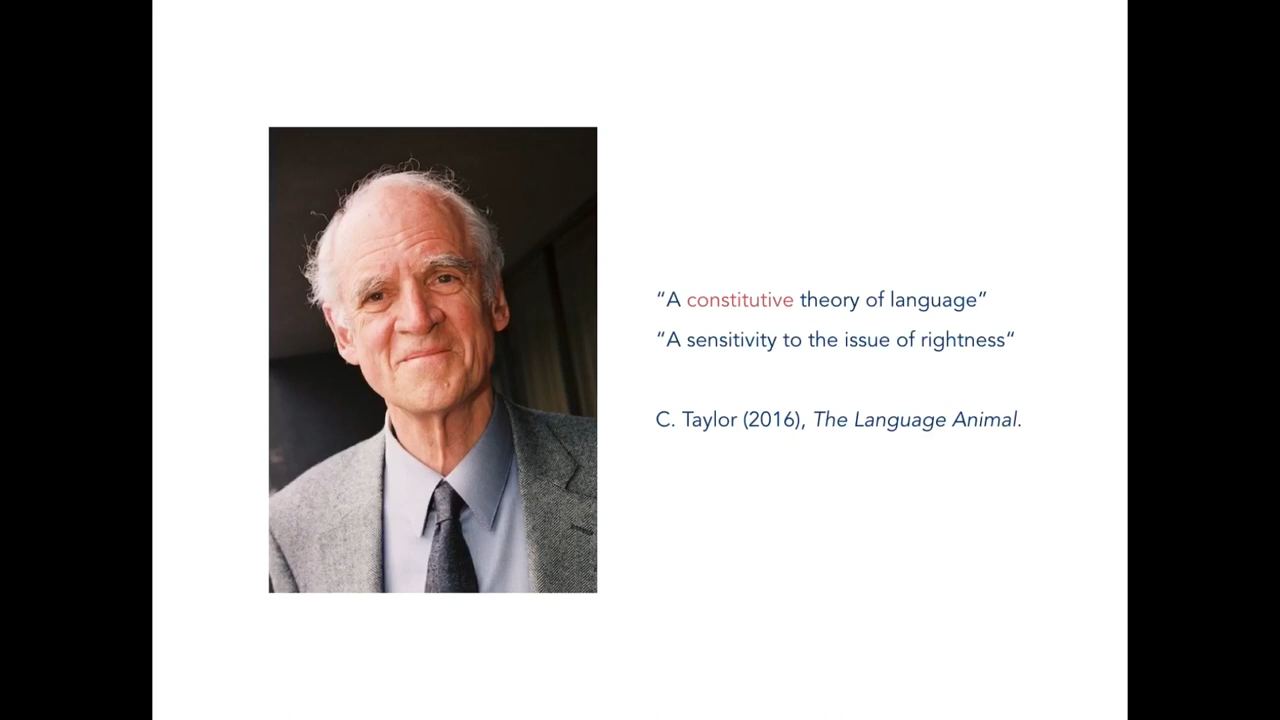 “A constitutive theory of language”
“A sensitivity to the issue of rightness“
C. Taylor (2016), The Language Animal.